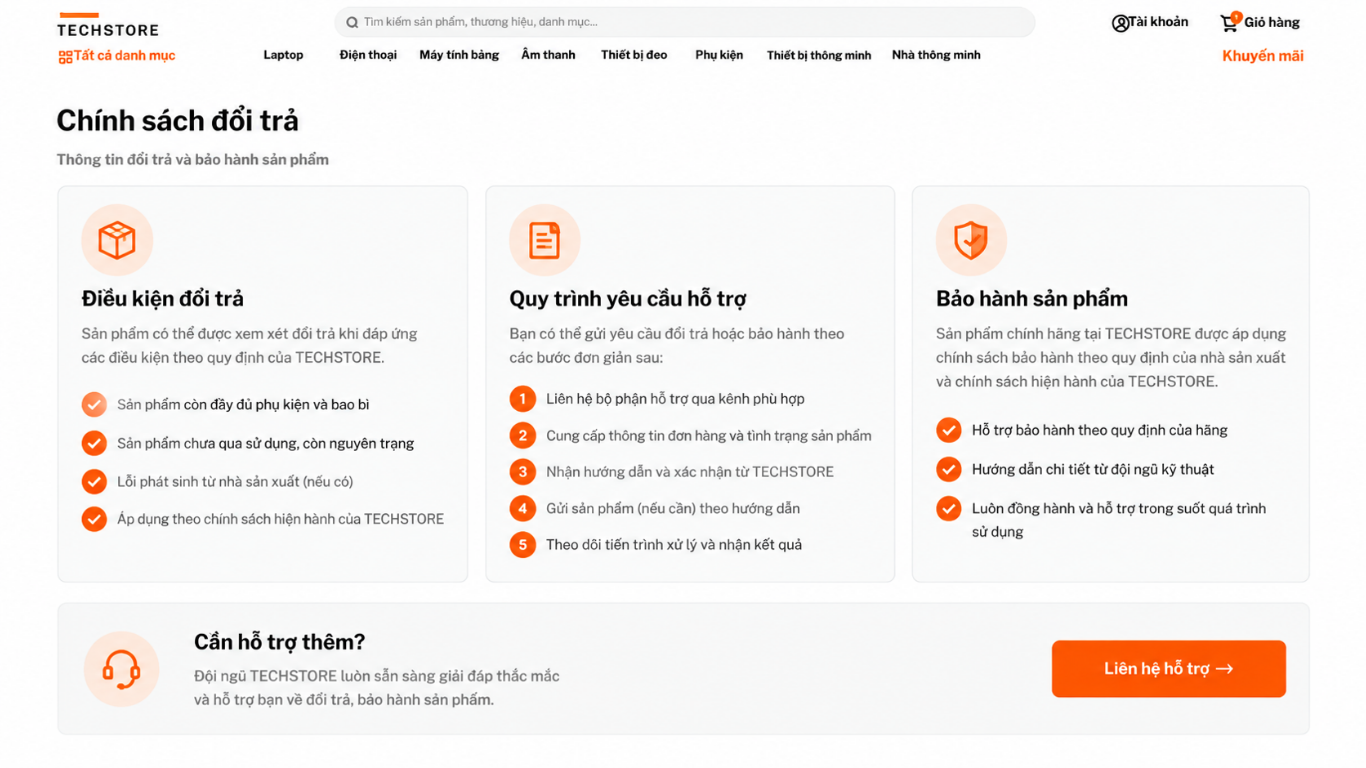 TECHSTORE
Tìm kiếm sản phẩm, thương hiệu, danh mục...
Tài khoản
1
Giỏ hàng
Tất cả danh mục
Laptop
Điện thoại
Máy tính bảng
Âm thanh
Thiết bị đeo
Phụ kiện
Thiết bị thông minh
Nhà thông minh
Khuyến mãi
Chính sách đổi trả
Thông tin đổi trả và bảo hành sản phẩm
Điều kiện đổi trả
Sản phẩm có thể được xem xét đổi trả khi đáp ứng
các điều kiện theo quy định của TECHSTORE.
Sản phẩm còn đầy đủ phụ kiện và bao bì
Sản phẩm chưa qua sử dụng, còn nguyên trạng
Lỗi phát sinh từ nhà sản xuất (nếu có)
Áp dụng theo chính sách hiện hành của TECHSTORE
Quy trình yêu cầu hỗ trợ
Bạn có thể gửi yêu cầu đổi trả hoặc bảo hành theo
các bước đơn giản sau:
1 Liên hệ bộ phận hỗ trợ qua kênh phù hợp
2 Cung cấp thông tin đơn hàng và tình trạng sản phẩm
3 Nhận hướng dẫn và xác nhận từ TECHSTORE
4 Gửi sản phẩm (nếu cần) theo hướng dẫn
5 Theo dõi tiến trình xử lý và nhận kết quả
Bảo hành sản phẩm
Sản phẩm chính hãng tại TECHSTORE được áp dụng
chính sách bảo hành theo quy định của nhà sản xuất
và chính sách hiện hành của TECHSTORE.
Hỗ trợ bảo hành theo quy định của hãng
Hướng dẫn chi tiết từ đội ngũ kỹ thuật
Luôn đồng hành và hỗ trợ trong suốt quá trình
sử dụng
Cần hỗ trợ thêm?
Đội ngũ TECHSTORE luôn sẵn sàng giải đáp thắc mắc
và hỗ trợ bạn về đổi trả, bảo hành sản phẩm.
Liên hệ hỗ trợ →